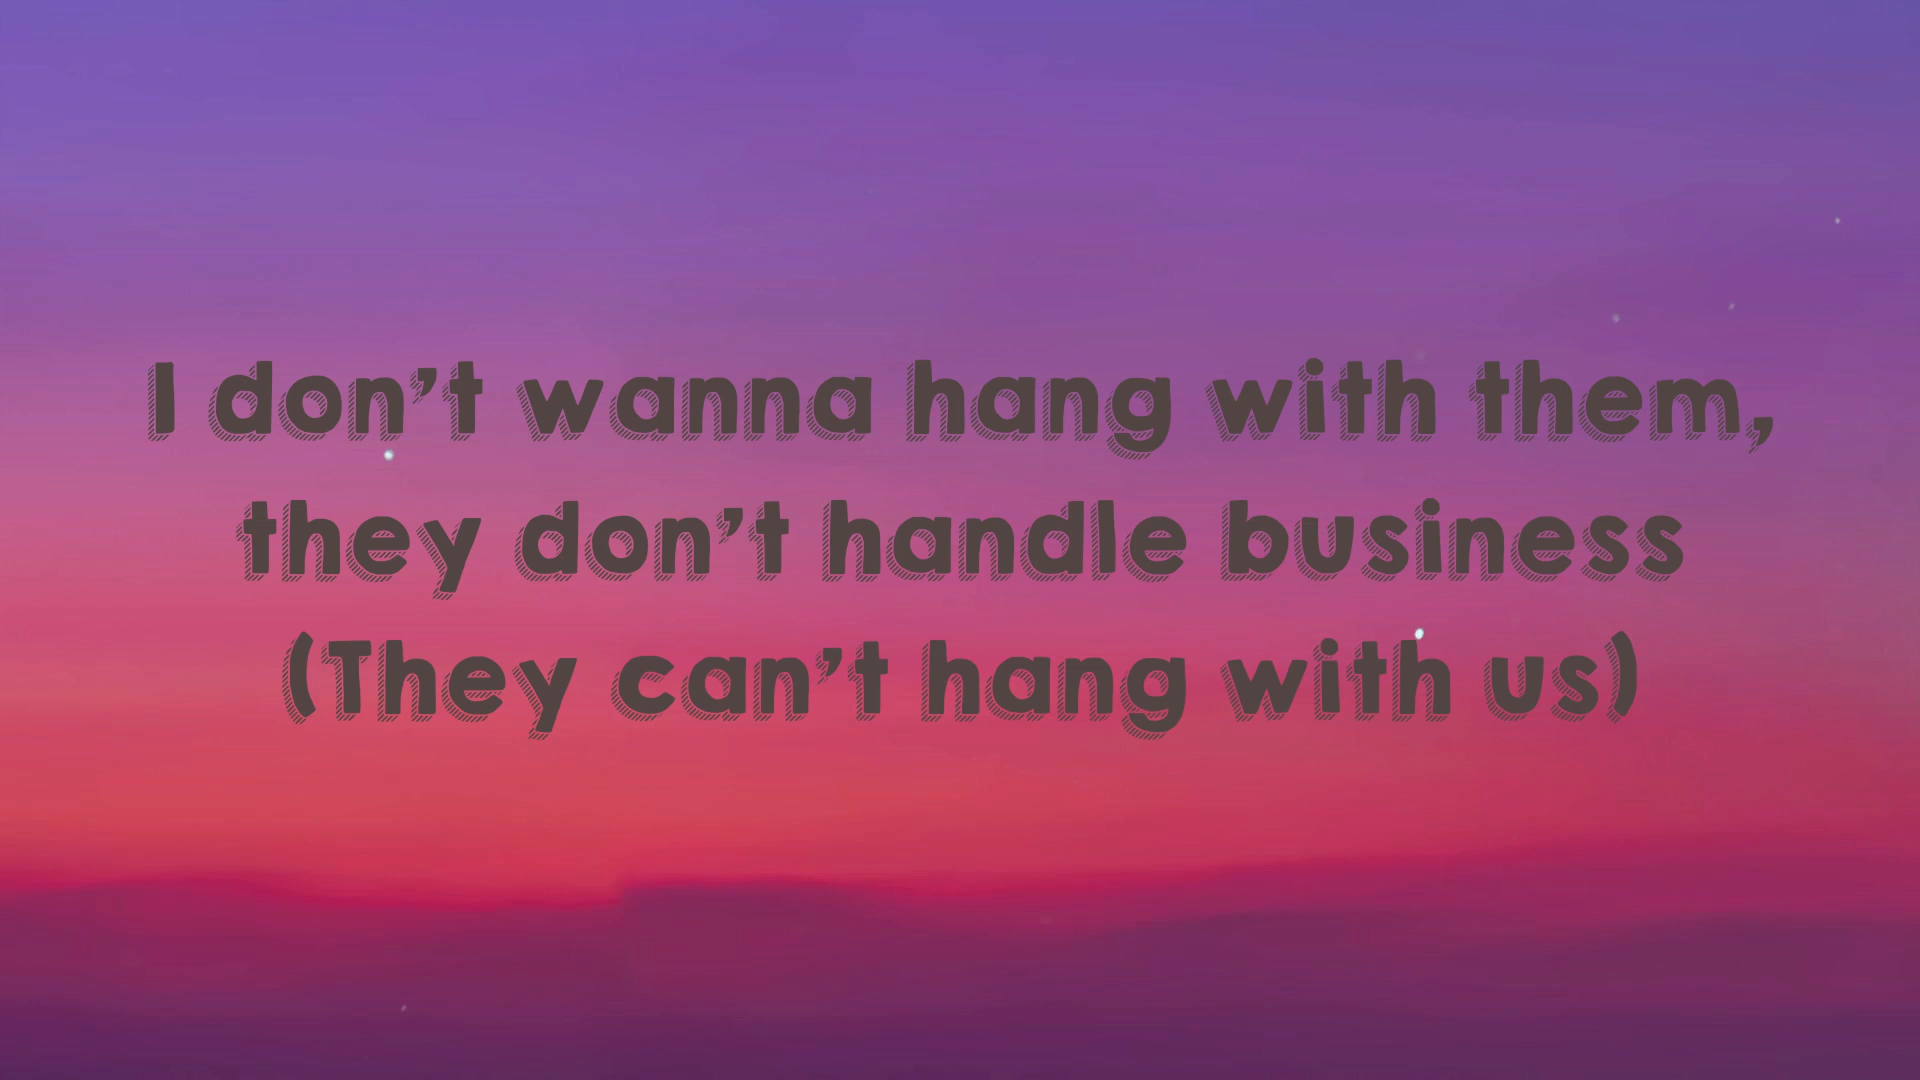 I don’t wanna hang with them,
they don’t handle business
(They can’t hang with us)